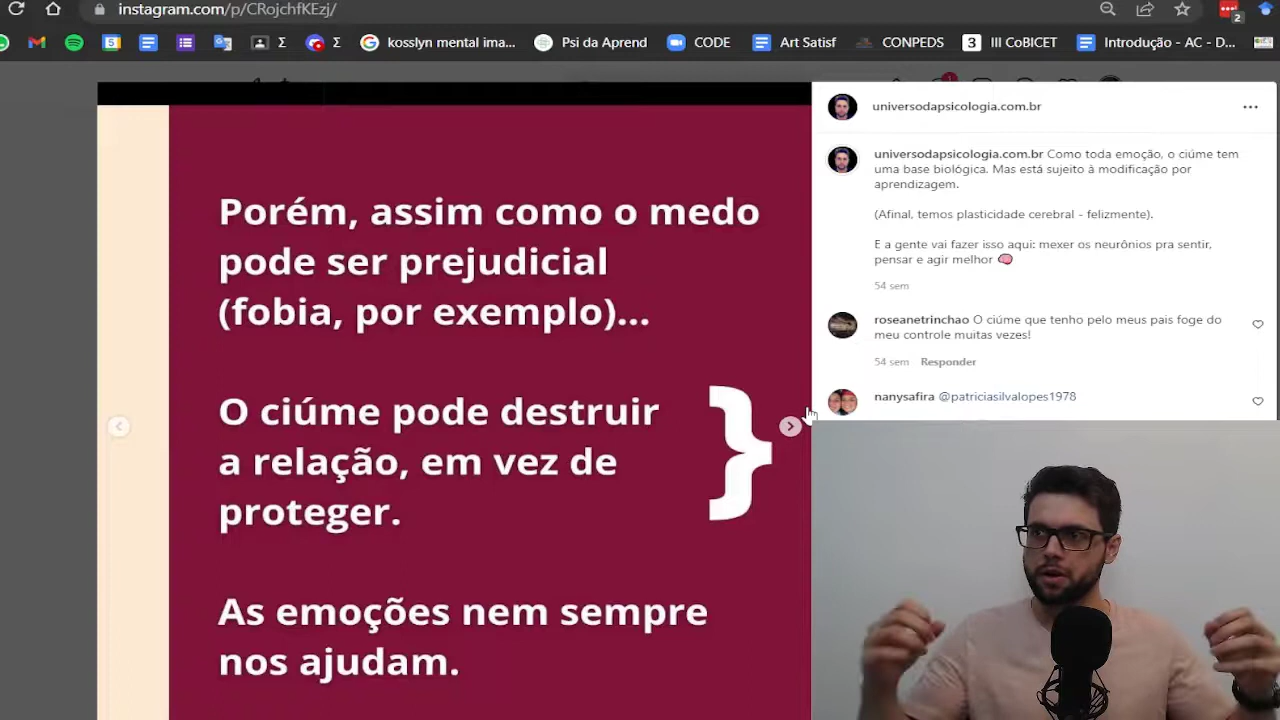 instagram.com/p/CRojchfKEzj/
2
5
kosslyn mental ima...
Psi da Aprend
CODE
Art Satisf
CONPEDS
3 III CoBICET
Introdução - AC - D...
1
Porém, assim como o medo
pode ser prejudicial
(fobia, por exemplo)...
O ciúme pode destruir
a relação, em vez de
proteger.
}
As emoções nem sempre
nos ajudam.
universodapsicologia.com.br
universodapsicologia.com.br Como toda emoção, o ciúme tem
uma base biológica. Mas está sujeito à modificação por
aprendizagem.
(Afinal, temos plasticidade cerebral - felizmente).
E a gente vai fazer isso aqui: mexer os neurônios pra sentir,
pensar e agir melhor 🧠
54 sem
roseanetrinchao O ciúme que tenho pelo meus pais foge do
meu controle muitas vezes!
54 sem Responder
nanysafira @patriciasilvalopes1978